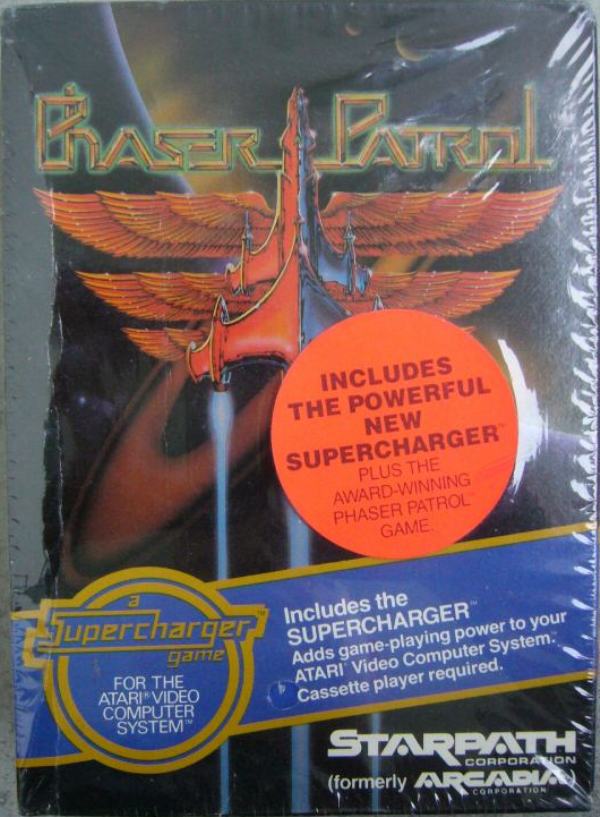 PHASER PATROL
INCLUDES
THE POWERFUL
NEW
SUPERCHARGER™
PLUS THE
AWARD-WINNING
PHASER PATROL™
GAME.
a
Supercharger™
game
FOR THE
ATARI® VIDEO
COMPUTER
SYSTEM™
Includes the
SUPERCHARGER™
Adds game-playing power to your
ATARI® Video Computer System.™
Cassette player required.
STARPATH
CORPORATION
(formerly ARCADIA)
CORPORATION